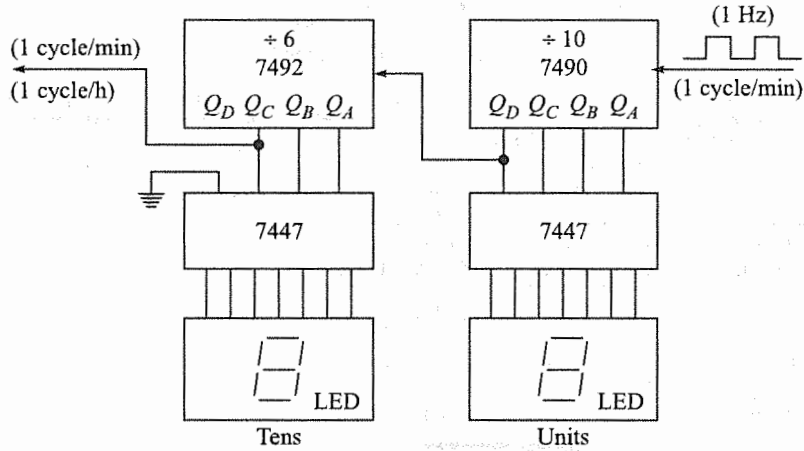 (1 Hz)
(1 cycle/min)
÷ 6
÷ 10
7492
7490
(1 cycle/h)
(1 cycle/min)
Q_D Q_C Q_B Q_A
Q_D Q_C Q_B Q_A
7447
7447
LED
LED
Tens
Units